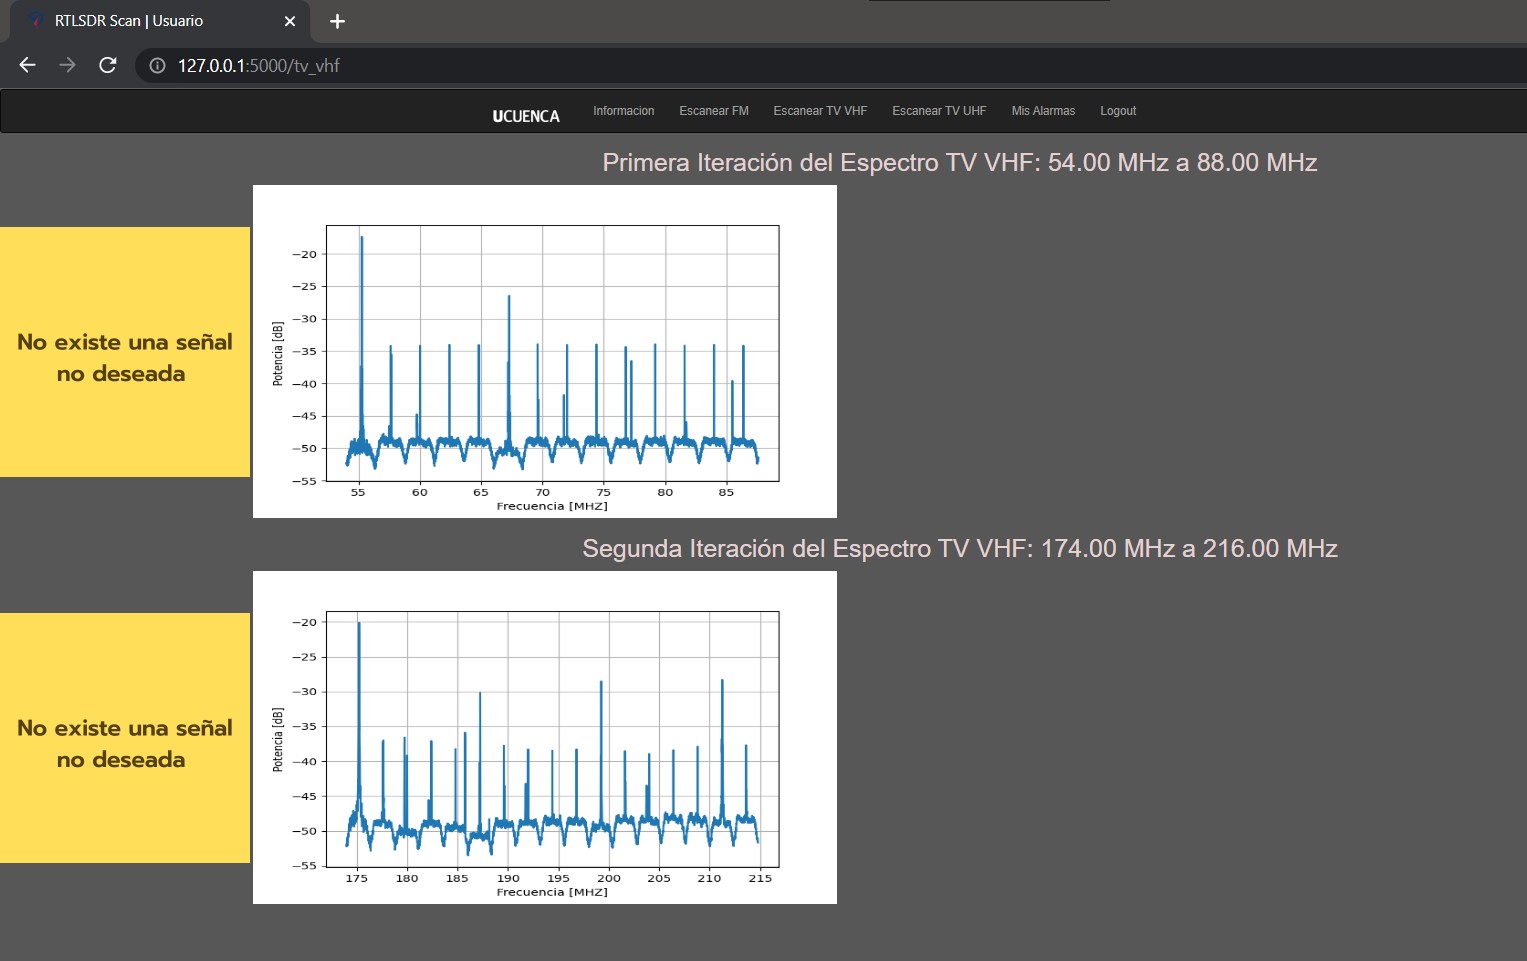 RTLSDR Scan | Usuario
127.0.0.1:5000/tv_vhf
UCUENCA Informacion Escanear FM Escanear TV VHF Escanear TV UHF Mis Alarmas Logout
Primera Iteración del Espectro TV VHF: 54.00 MHz a 88.00 MHz
No existe una señal
no deseada
Potencia [dB]
−20
−25
−30
−35
−40
−45
−50
−55
55 60 65 70 75 80 85
Frecuencia [MHZ]
Segunda Iteración del Espectro TV VHF: 174.00 MHz a 216.00 MHz
No existe una señal
no deseada
Potencia [dB]
−20
−25
−30
−35
−40
−45
−50
−55
175 180 185 190 195 200 205 210 215
Frecuencia [MHZ]